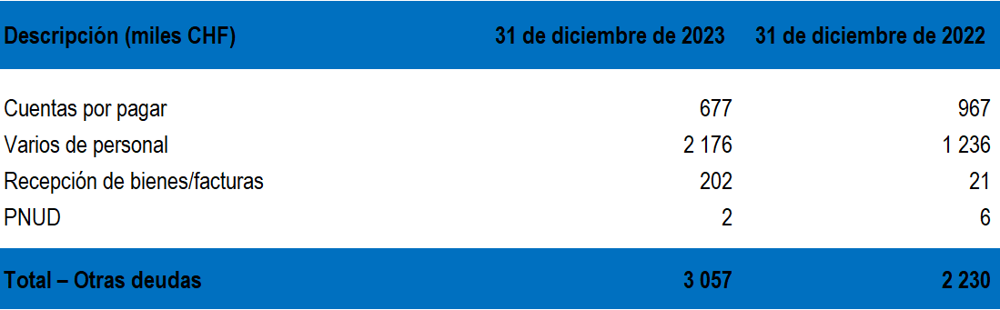 Descripción (miles CHF) 31 de diciembre de 2023 31 de diciembre de 2022
Cuentas por pagar 677 967
Varios de personal 2 176 1 236
Recepción de bienes/facturas 202 21
PNUD 2 6
Total – Otras deudas 3 057 2 230